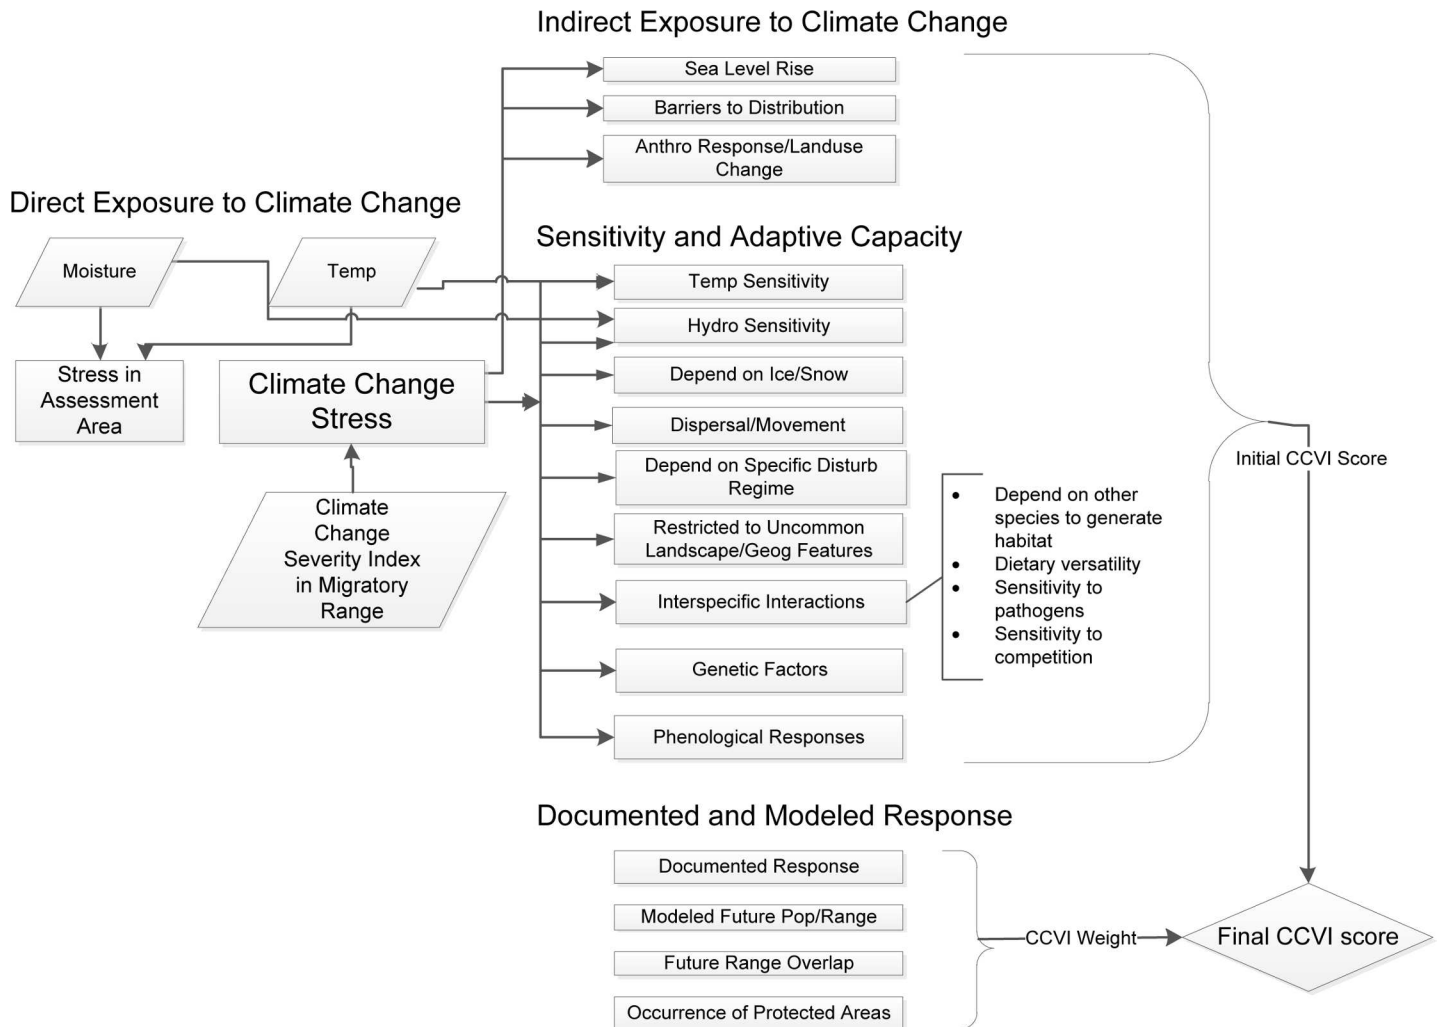 Indirect Exposure to Climate Change
Sea Level Rise
Barriers to Distribution
Anthro Response/Landuse
Change
Direct Exposure to Climate Change
Moisture
Temp
Stress in
Assessment
Area
Climate Change
Stress
Climate
Change
Severity Index
in Migratory
Range
Sensitivity and Adaptive Capacity
Temp Sensitivity
Hydro Sensitivity
Depend on Ice/Snow
Dispersal/Movement
Depend on Specific Disturb
Regime
Restricted to Uncommon
Landscape/Geog Features
Interspecific Interactions
Genetic Factors
Phenological Responses
• Depend on other
species to generate
habitat
• Dietary versatility
• Sensitivity to
pathogens
• Sensitivity to
competition
Initial CCVI Score
Documented and Modeled Response
Documented Response
Modeled Future Pop/Range
Future Range Overlap
Occurrence of Protected Areas
CCVI Weight
Final CCVI score